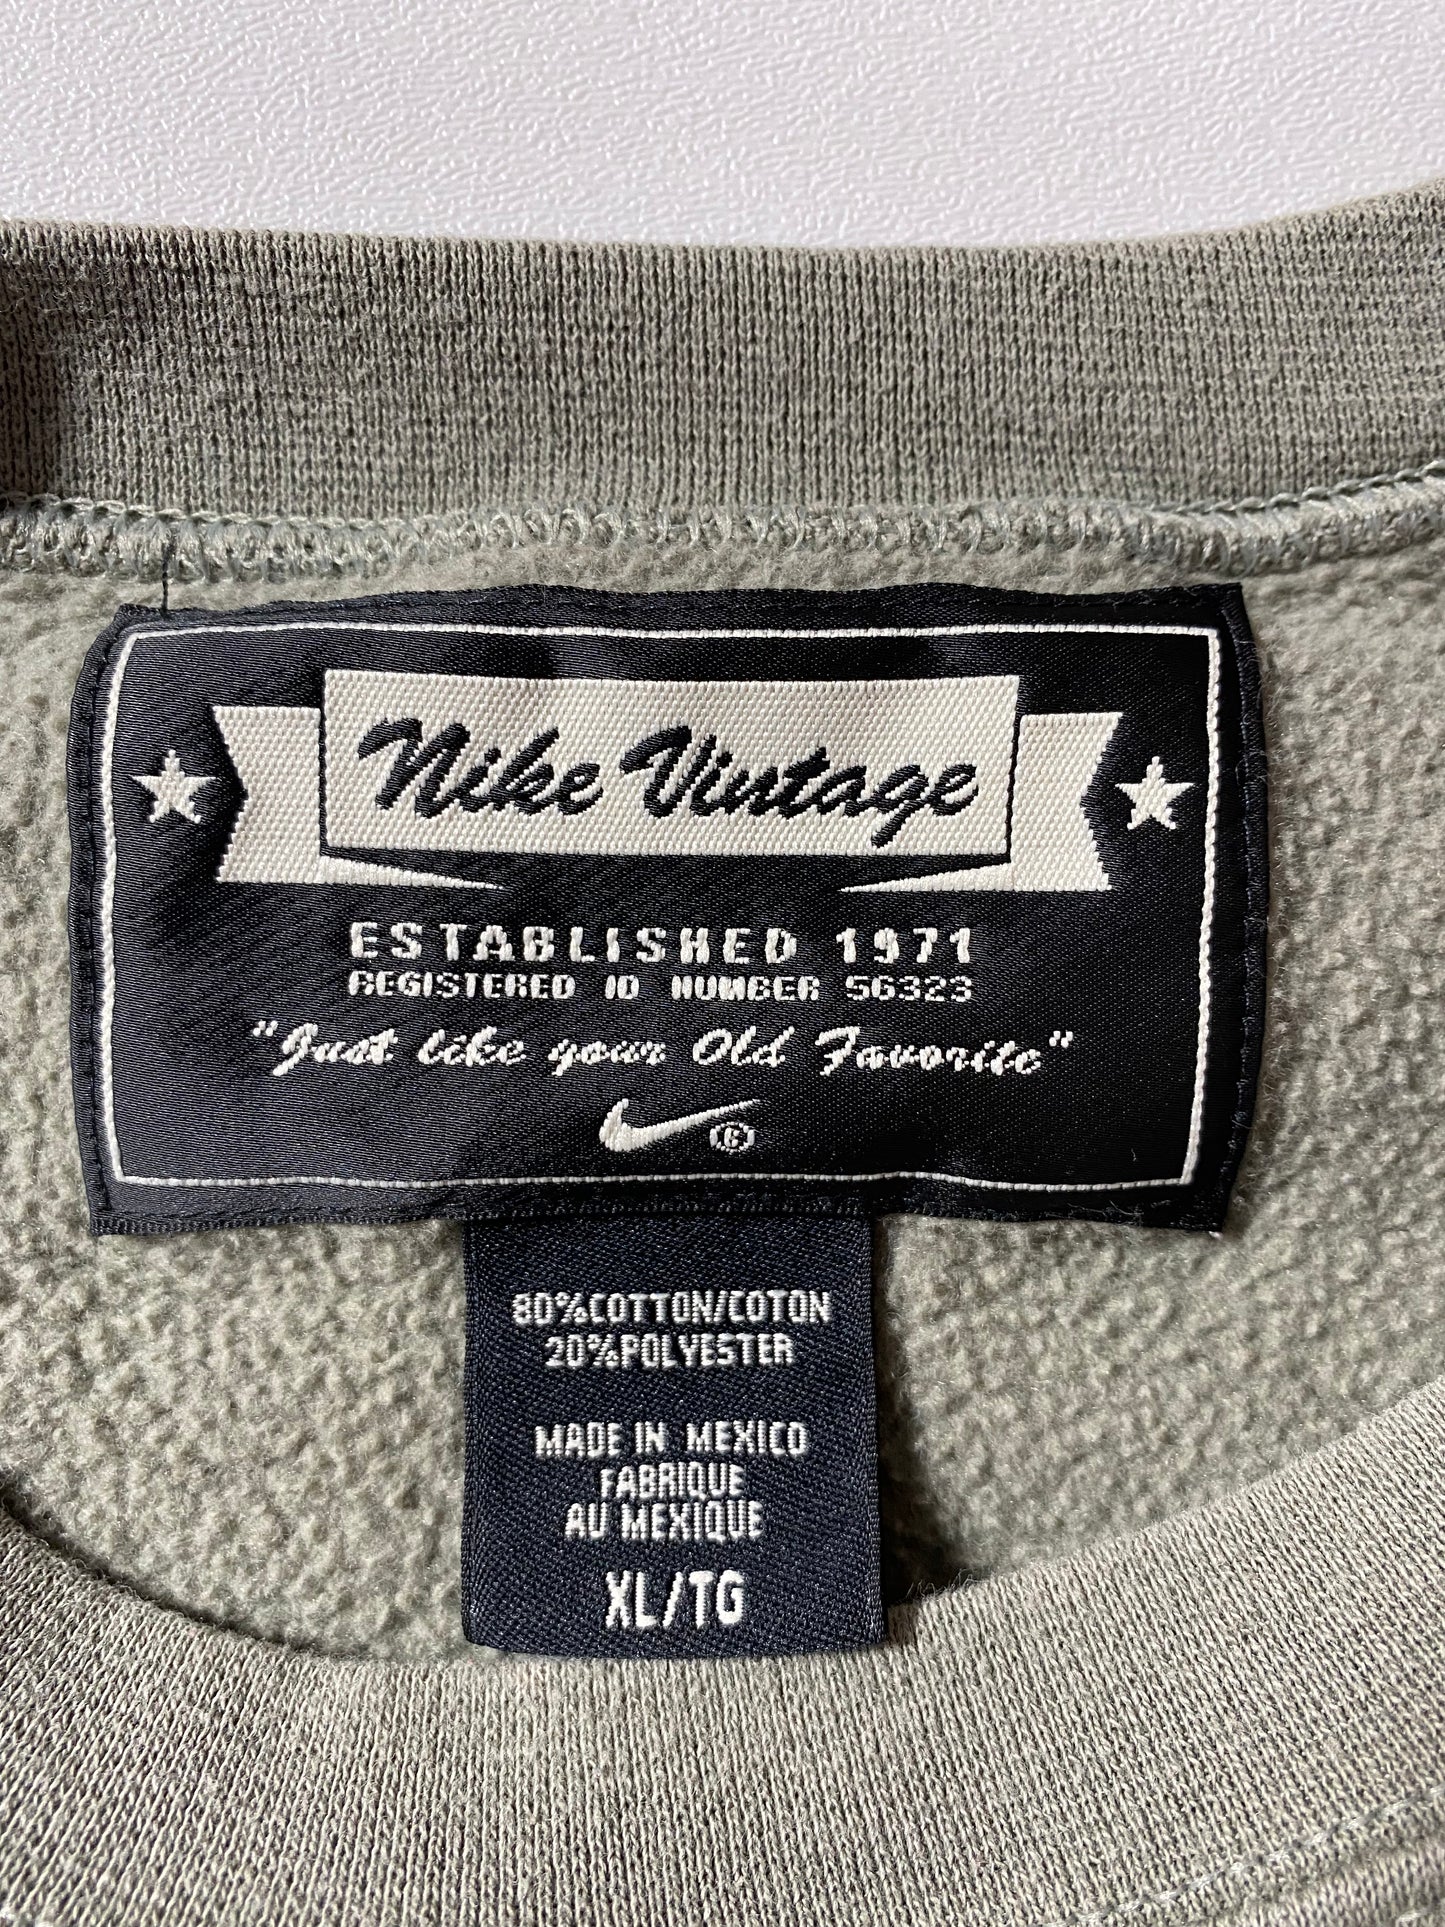 Nike Vintage
ESTABLISHED 1971
REGISTERED ID NUMBER 56323
"Just like your Old Favorite"
®
80%COTTON/COTON
20%POLYESTER
MADE IN MEXICO
FABRIQUE
AU MEXIQUE
XL/TG